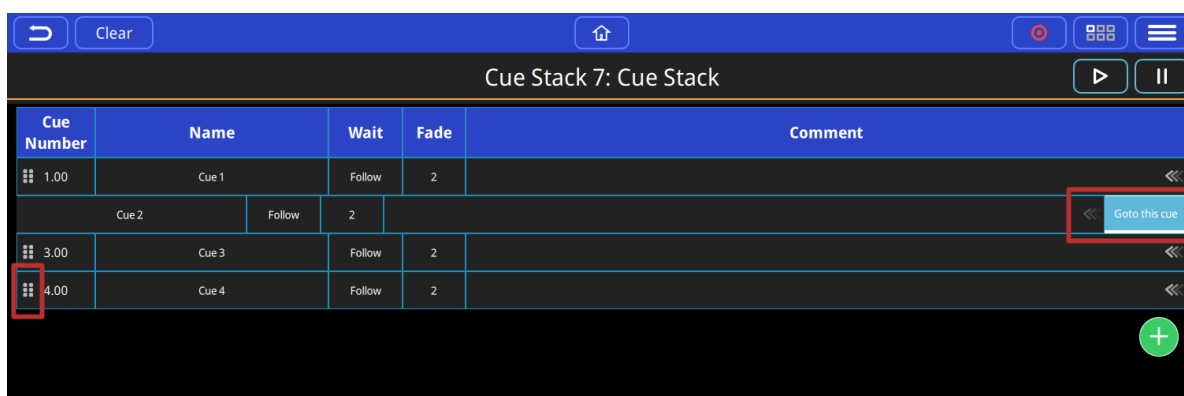 Clear
Cue Stack 7: Cue Stack
Cue Number Name Wait Fade Comment
1.00 Cue 1 Follow 2
Cue 2 Follow 2 Goto this cue
3.00 Cue 3 Follow 2
4.00 Cue 4 Follow 2